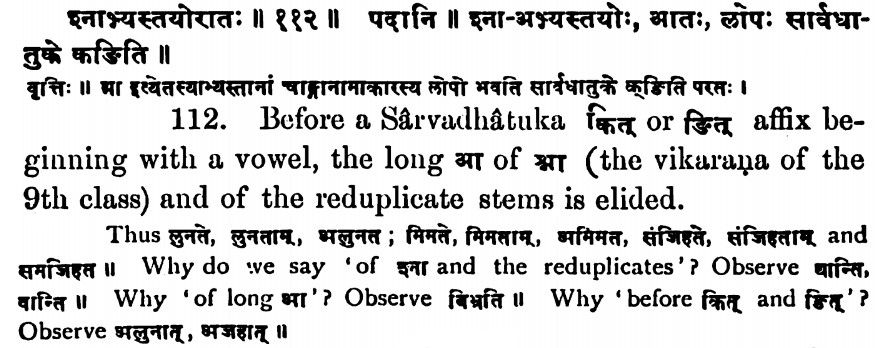 श्नाभ्यस्तयोरातः ॥ ११२ ॥ पदानि ॥ श्ना-अभ्यस्तयोः, आतः, लोपः सार्वधा-
तुके कङिति ॥
वृत्तिः ॥ श्ना इत्येतस्याभ्यस्तानां चाङ्गानामाकारस्य लोपो भवति सार्वधातुके क्ङिति परतः ।
112. Before a Sârvadhâtuka कित् or ङित् affix be-
ginning with a vowel, the long आ of श्ना (the vikaraṇa of the
9th class) and of the reduplicate stems is elided.
Thus लुनते, लुनताम्, अलुनत ; मिमते, मिमताम्, अमिमत, संजिहते, संजिहताम् and
समजिहत ॥ Why do we say 'of श्ना and the reduplicates'? Observe यान्ति,
वान्ति ॥ Why 'of long आ'? Observe बिभ्रति ॥ Why 'before कित् and ङित्'?
Observe अलुनात्, अजहात् ॥